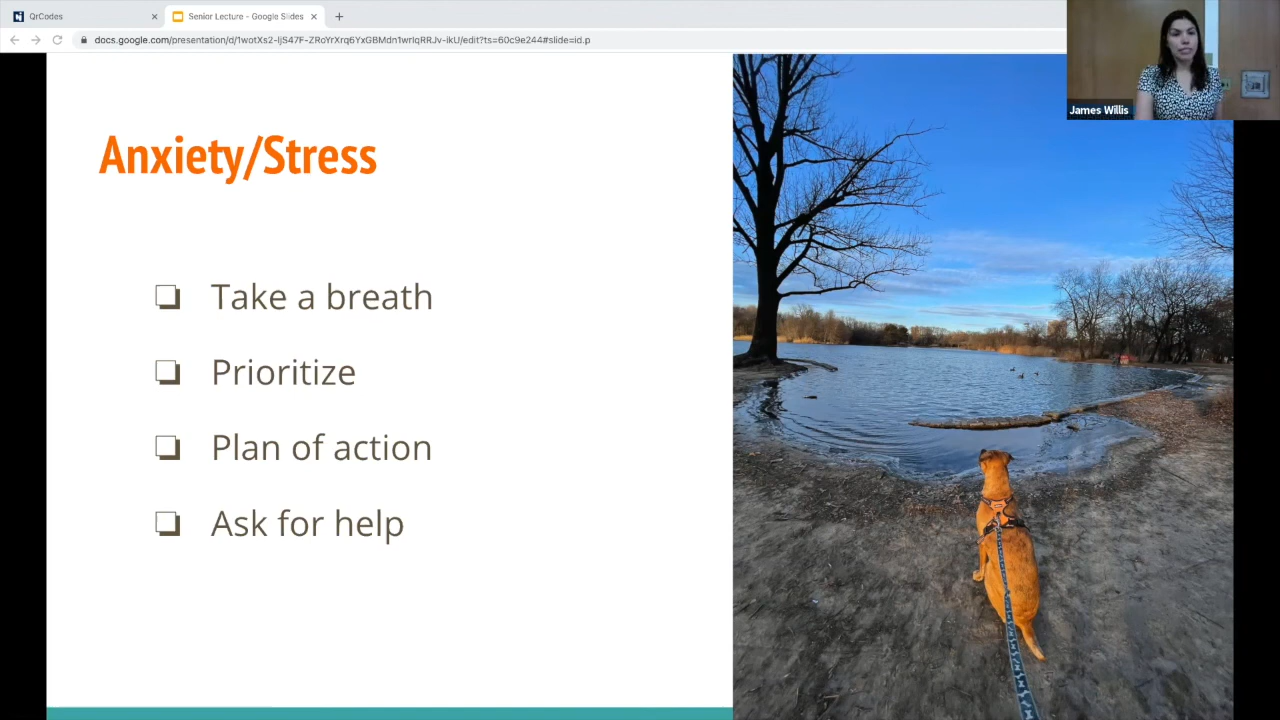 QrCodes
Senior Lecture - Google Slides
James Willis
Anxiety/Stress
Take a breath
Prioritize
Plan of action
Ask for help